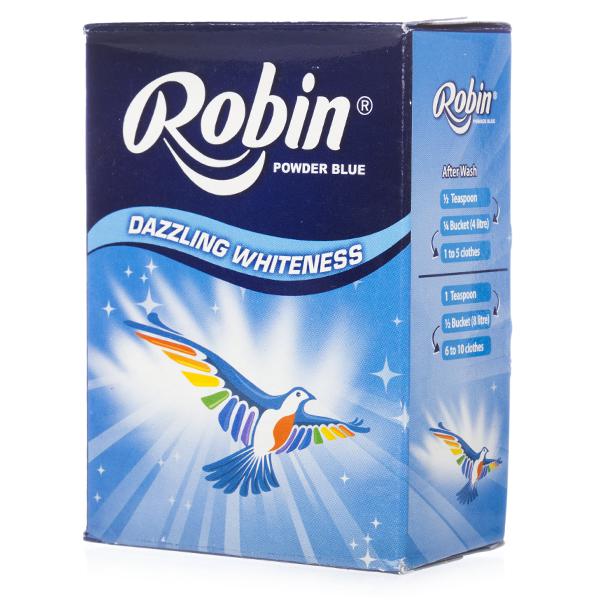 Robin®
POWDER BLUE
DAZZLING WHITENESS
Robin®
POWDER BLUE
After Wash
½ Teaspoon
¼ Bucket (4 litre)
1 to 5 clothes
1 Teaspoon
½ Bucket (8 litre)
6 to 10 clothes